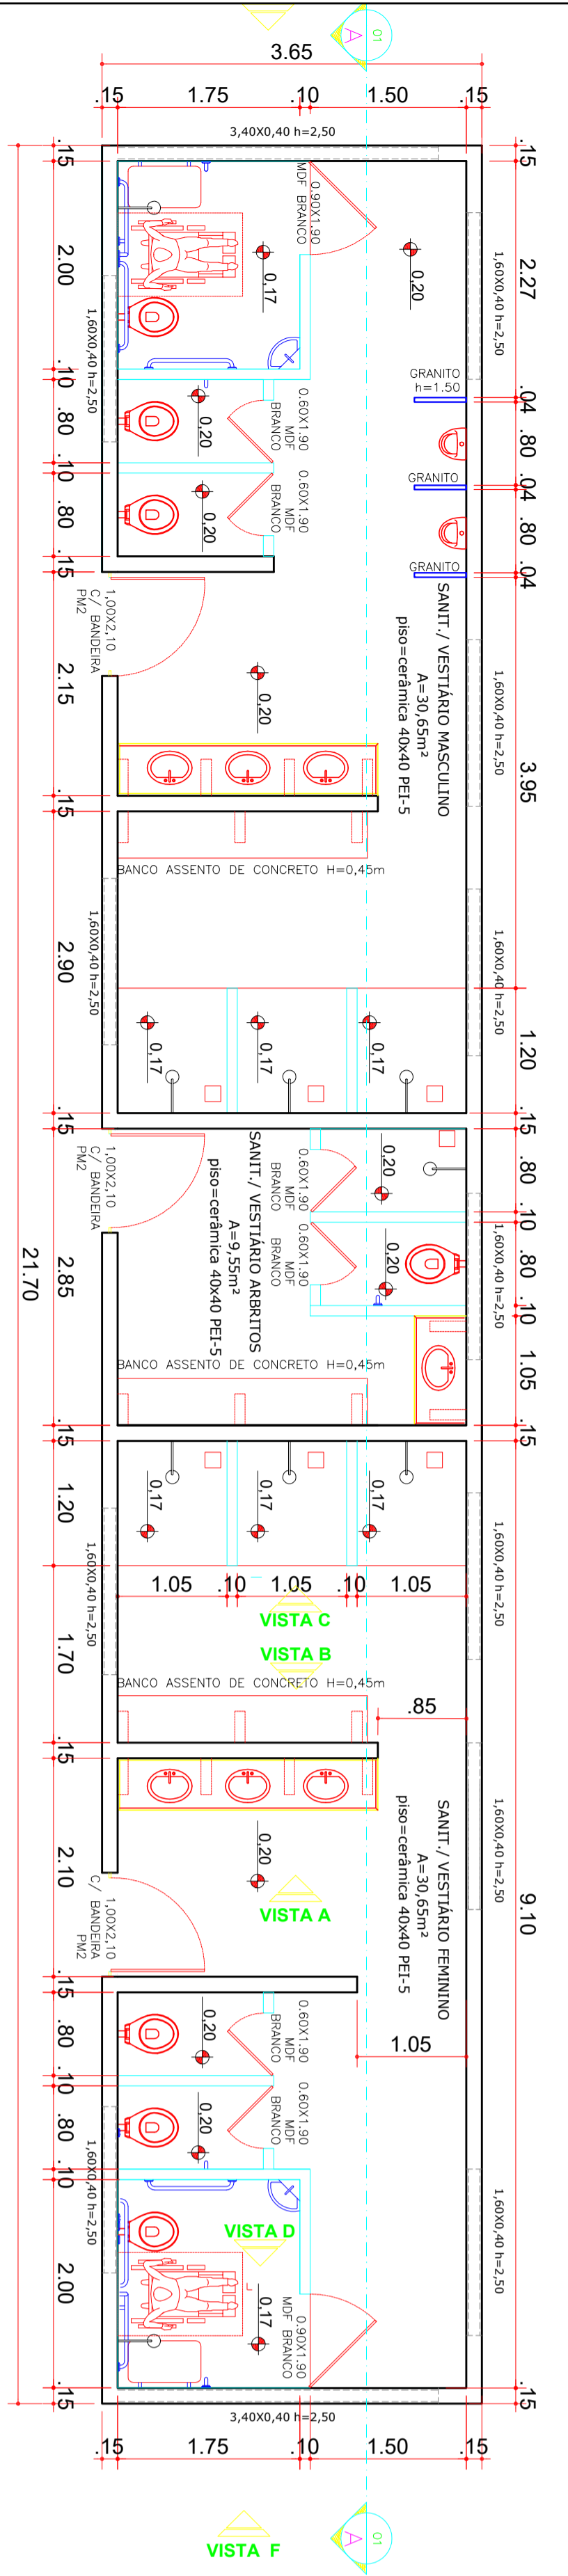 01
A
3.65
.15
1.75
.10
1.50
.15
3,40X0,40 h=2,50
.15
2.27
.04
.80
.04
.80
.04
3.95
1.20
.15
.80
.10
.80
.10
1.05
.15
9.10
.15
1,60X0,40 h=2,50
1,60X0,40 h=2,50
1,60X0,40 h=2,50
1,60X0,40 h=2,50
1,60X0,40 h=2,50
1,60X0,40 h=2,50
1,60X0,40 h=2,50
0.90X1.90
MDF BRANCO
0,17
0,20
GRANITO
h=1.50
GRANITO
GRANITO
0.60X1.90
MDF
BRANCO
0.60X1.90
MDF
BRANCO
0,20
0,20
SANIT./ VESTIÁRIO MASCULINO
A=30,65m²
piso=cerâmica 40x40 PEI-5
0,20
1,00X2,10
C/ BANDEIRA
PM2
BANCO ASSENTO DE CONCRETO H=0,45m
0,17
0,17
0,17
1,00X2,10
C/ BANDEIRA
PM2
SANIT./ VESTIÁRIO ARBRITOS
A=9,55m²
piso=cerâmica 40x40 PEI-5
0.60X1.90
MDF
BRANCO
0.60X1.90
MDF
BRANCO
0,20
0,20
BANCO ASSENTO DE CONCRETO H=0,45m
0,17
0,17
0,17
1.05
.10
1.05
.10
1.05
VISTA C
VISTA B
BANCO ASSENTO DE CONCRETO H=0,45m
.85
SANIT./ VESTIÁRIO FEMININO
A=30,65m²
piso=cerâmica 40x40 PEI-5
0,20
VISTA A
1,00X2,10
C/ BANDEIRA
PM2
1.05
0.60X1.90
MDF
BRANCO
0.60X1.90
MDF
BRANCO
0,20
0,20
VISTA D
0,17
0.90X1.90
MDF BRANCO
1,60X0,40 h=2,50
1,60X0,40 h=2,50
1,60X0,40 h=2,50
1,60X0,40 h=2,50
.15
2.00
.10
.80
.10
.80
.15
2.15
.15
2.90
.15
2.85
.15
1.20
1.70
.15
2.10
.15
.80
.10
.80
.10
2.00
.15
21.70
3,40X0,40 h=2,50
.15
1.75
.10
1.50
.15
VISTA F
01
A